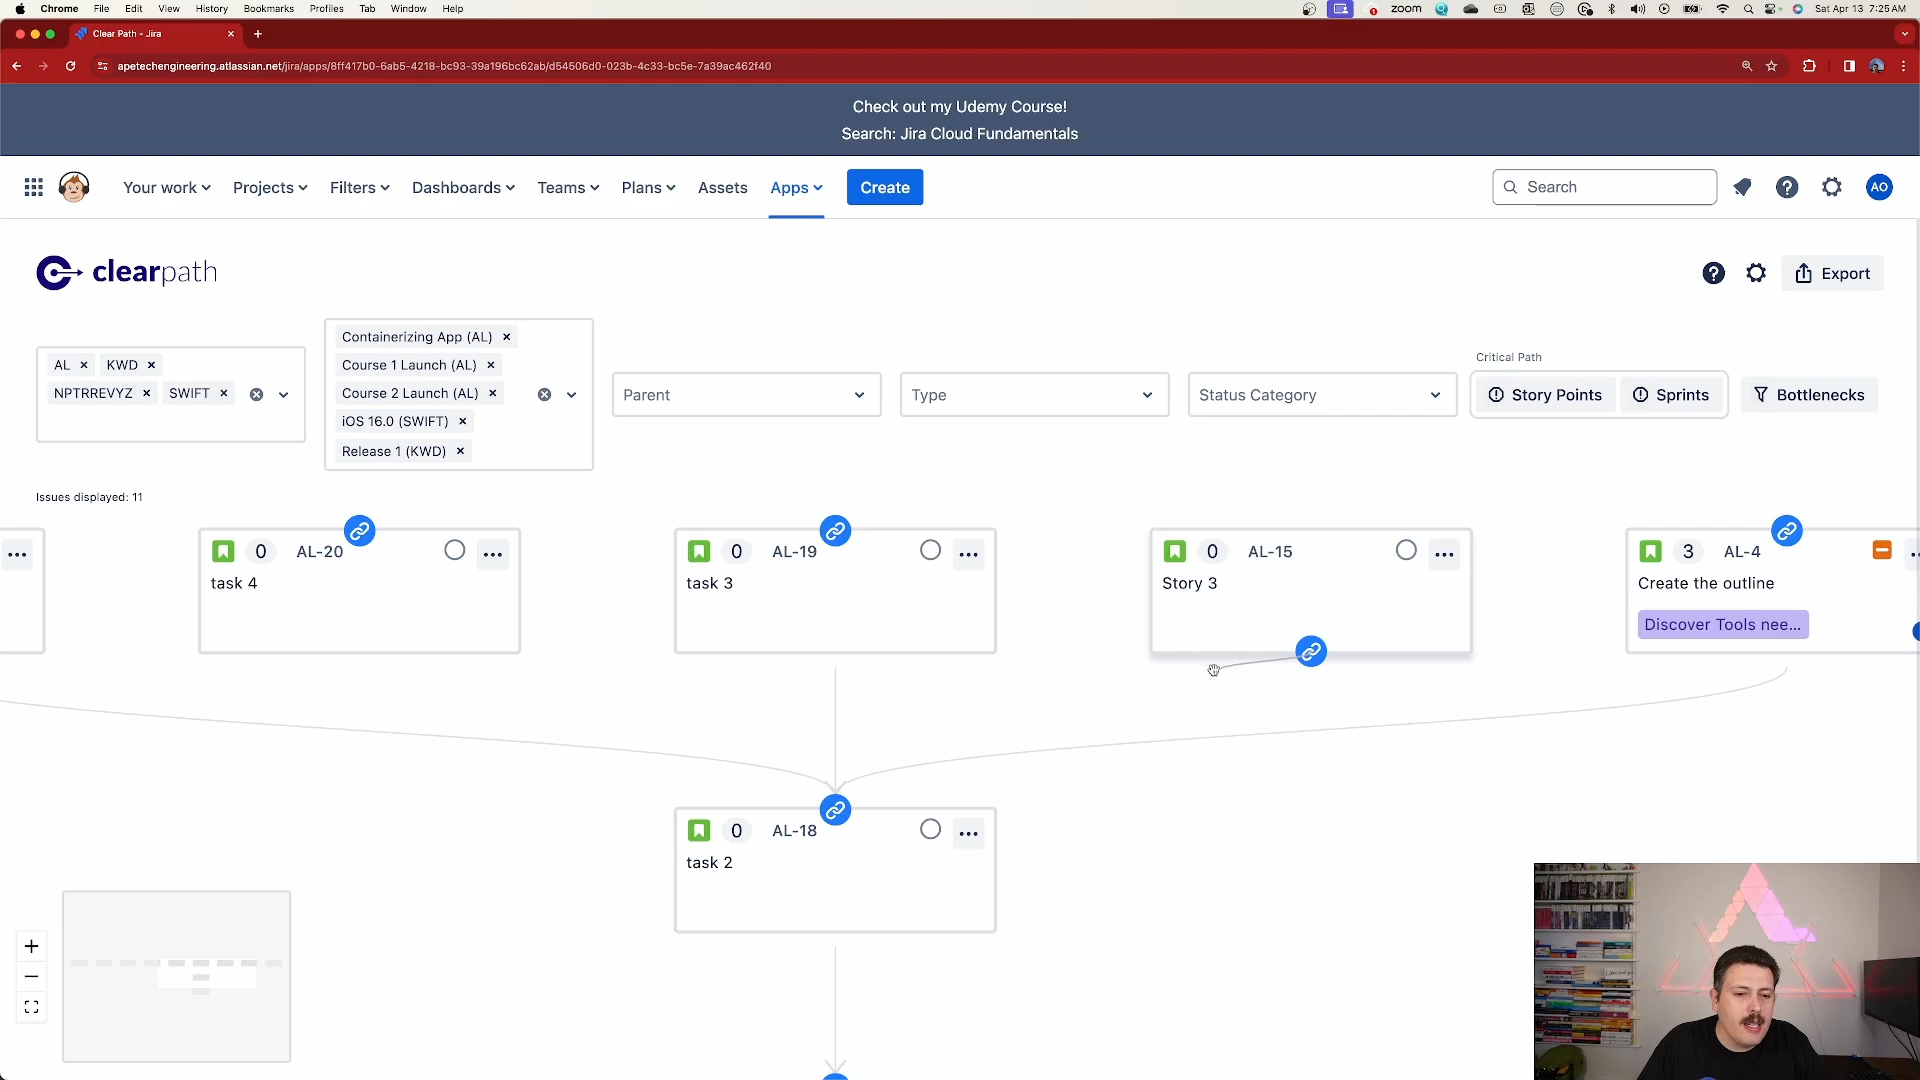 Chrome File Edit View History Bookmarks Profiles Tab Window Help
zoom
Sat Apr 13 7:25 AM
Clear Path - Jira
apetechengineering.atlassian.net/jira/apps/8ff417b0-6ab5-4218-bc93-39a196bc62ab/d54506d0-023b-4c33-bc5e-7a39ac462f40
Check out my Udemy Course!
Search: Jira Cloud Fundamentals
Your work Projects Filters Dashboards Teams Plans Assets Apps Create Search AO
clearpath
Export
AL KWD
NPTRREVYZ SWIFT
Containerizing App (AL)
Course 1 Launch (AL)
Course 2 Launch (AL)
iOS 16.0 (SWIFT)
Release 1 (KWD)
Parent
Type
Status Category
Critical Path
Story Points Sprints Bottlenecks
Issues displayed: 11
0 AL-20
task 4
0 AL-19
task 3
0 AL-15
Story 3
3 AL-4
Create the outline
Discover Tools nee...
0 AL-18
task 2